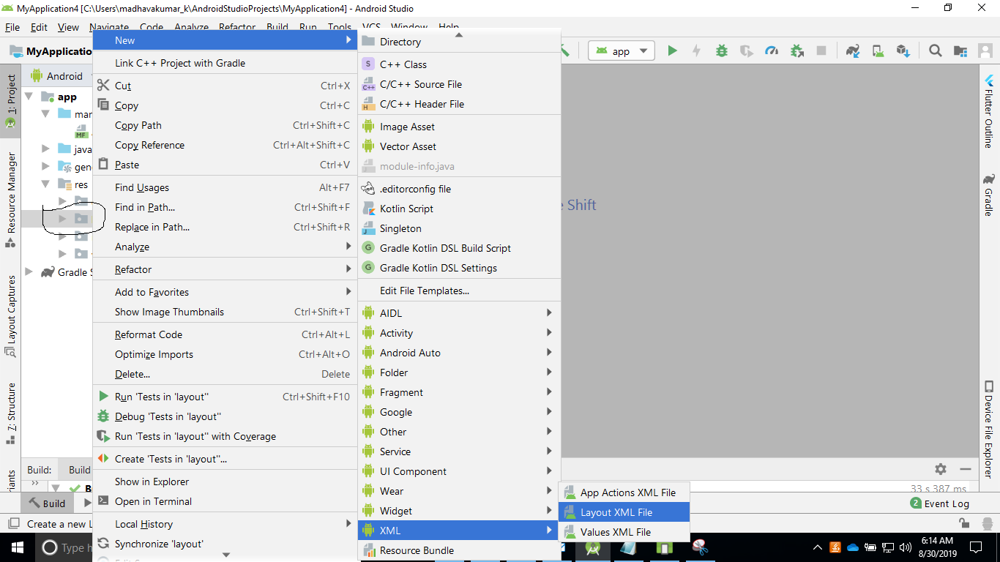 MyApplication4 [C:\Users\madhavakumar_k\AndroidStudioProjects\MyApplication4] - Android Studio
File Edit View Navigate Code Analyze Refactor Build Run Tools VCS Window Help
MyApplicatio
app
Android
1: Project
Resource Manager
Layout Captures
7: Structure
app
MF
java
gen
res
Gradle S
New
Link C++ Project with Gradle
Cut Ctrl+X
Copy Ctrl+C
Copy Path Ctrl+Shift+C
Copy Reference Ctrl+Alt+Shift+C
Paste Ctrl+V
Find Usages Alt+F7
Find in Path... Ctrl+Shift+F
Replace in Path... Ctrl+Shift+R
Analyze
Refactor
Add to Favorites
Show Image Thumbnails Ctrl+Shift+T
Reformat Code Ctrl+Alt+L
Optimize Imports Ctrl+Alt+O
Delete... Delete
Run 'Tests in 'layout'' Ctrl+Shift+F10
Debug 'Tests in 'layout''
Run 'Tests in 'layout'' with Coverage
Create 'Tests in 'layout''...
Show in Explorer
Open in Terminal
Local History
Synchronize 'layout'
Directory
C++ Class
C/C++ Source File
C/C++ Header File
Image Asset
Vector Asset
module-info.java
.editorconfig file
Kotlin Script
Singleton
Gradle Kotlin DSL Build Script
Gradle Kotlin DSL Settings
Edit File Templates...
AIDL
Activity
Android Auto
Folder
Fragment
Google
Other
Service
UI Component
Wear
Widget
XML
Resource Bundle
App Actions XML File
Layout XML File
Values XML File
Shift
Flutter Outline
Gradle
Device File Explorer
Build: Build
33 s 387 ms
Build
2 Event Log
Create a new L
Type h
6:14 AM
8/30/2019